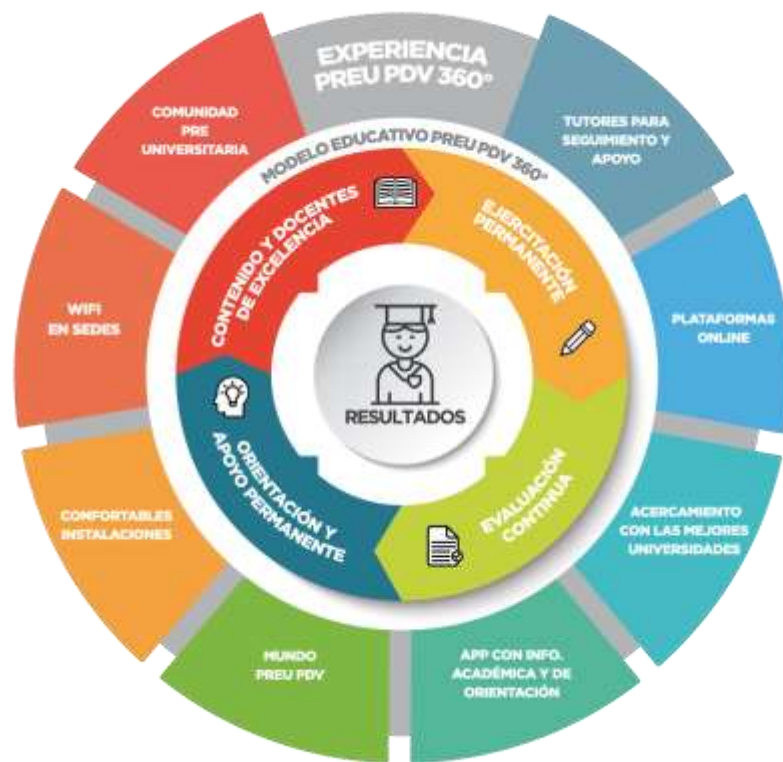 EXPERIENCIA
PREU PDV 360°
TUTORES PARA
SEGUIMIENTO Y
APOYO
PLATAFORMAS
ONLINE
ACERCAMIENTO
CON LAS MEJORES
UNIVERSIDADES
APP CON INFO.
ACADÉMICA Y DE
ORIENTACIÓN
MUNDO
PREU PDV
CONFORTABLES
INSTALACIONES
WIFI
EN SEDES
COMUNIDAD
PRE
UNIVERSITARIA
MODELO EDUCATIVO PREU PDV 360°
CONTENIDO Y DOCENTES
DE EXCELENCIA
EJERCITACIÓN
PERMANENTE
EVALUACIÓN
CONTINUA
ORIENTACIÓN Y
APOYO PERMANENTE
RESULTADOS